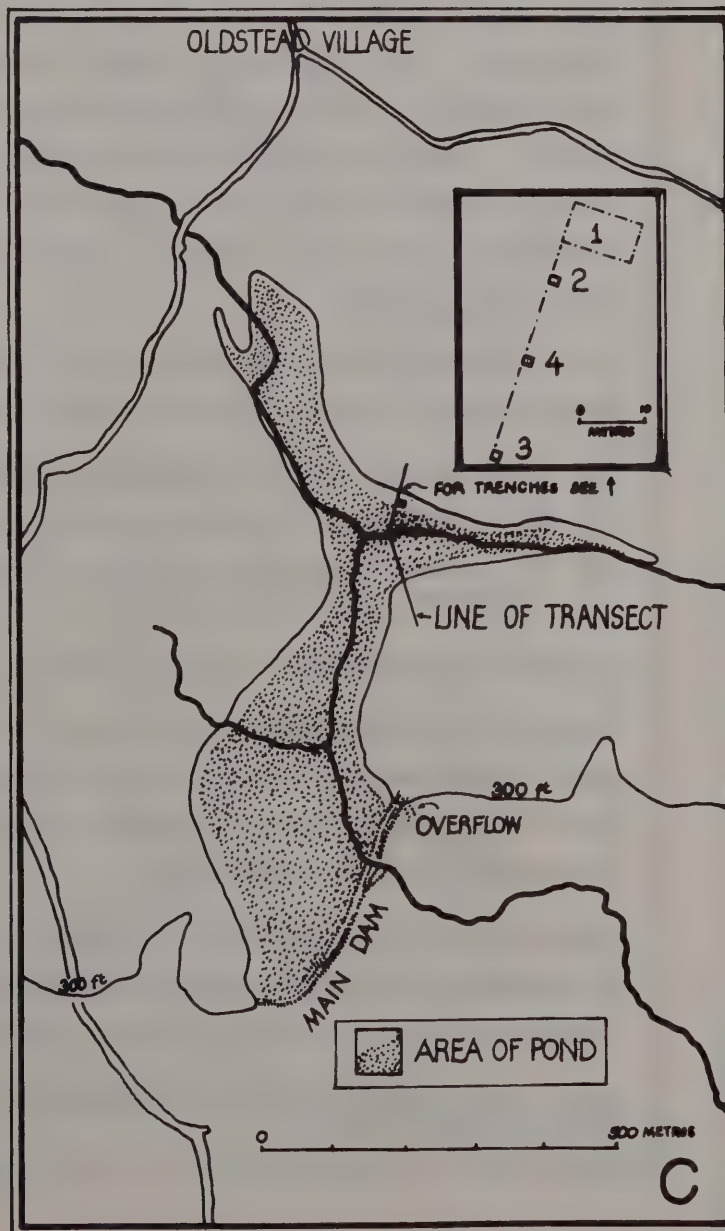 OLDSTEAD VILLAGE
1
2
4
0 10
METRES
3
FOR TRENCHES SEE ↑
LINE OF TRANSECT
300 ft
OVERFLOW
MAIN DAM
300 ft
AREA OF POND
0 500 METRES
C